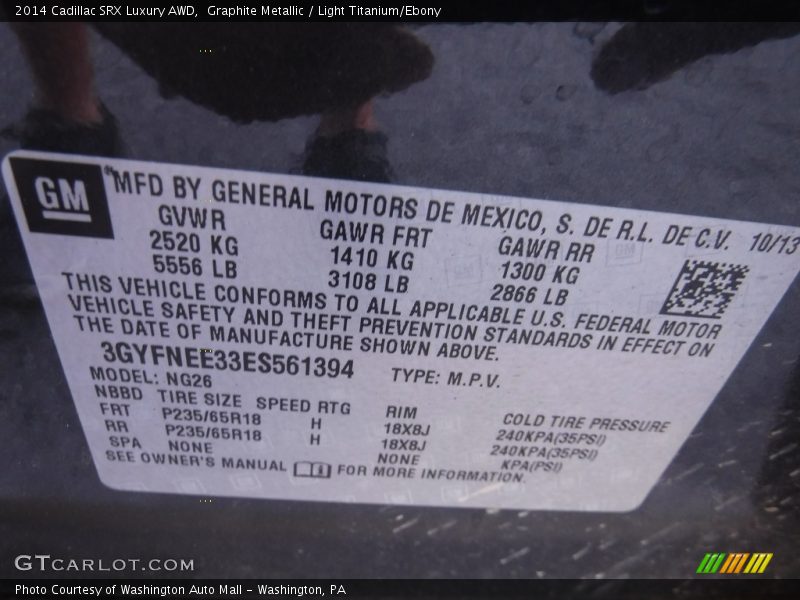 2014 Cadillac SRX Luxury AWD,  Graphite Metallic / Light Titanium/Ebony
GM
*MFD BY GENERAL MOTORS DE MEXICO, S. DE R.L. DE C.V. 10/13
GVWR GAWR FRT GAWR RR
2520 KG 1410 KG 1300 KG
5556 LB 3108 LB 2866 LB
THIS VEHICLE CONFORMS TO ALL APPLICABLE U.S. FEDERAL MOTOR
VEHICLE SAFETY AND THEFT PREVENTION STANDARDS IN EFFECT ON
THE DATE OF MANUFACTURE SHOWN ABOVE.
3GYFNEE33ES561394 TYPE: M.P.V.
MODEL: NG26
NBBD TIRE SIZE SPEED RTG RIM COLD TIRE PRESSURE
FRT P235/65R18 H 18X8J 240KPA(35PSI)
RR P235/65R18 H 18X8J 240KPA(35PSI)
SPA NONE NONE KPA(PSI)
SEE OWNER'S MANUAL FOR MORE INFORMATION.
GTCARLOT.COM
Photo Courtesy of Washington Auto Mall - Washington, PA